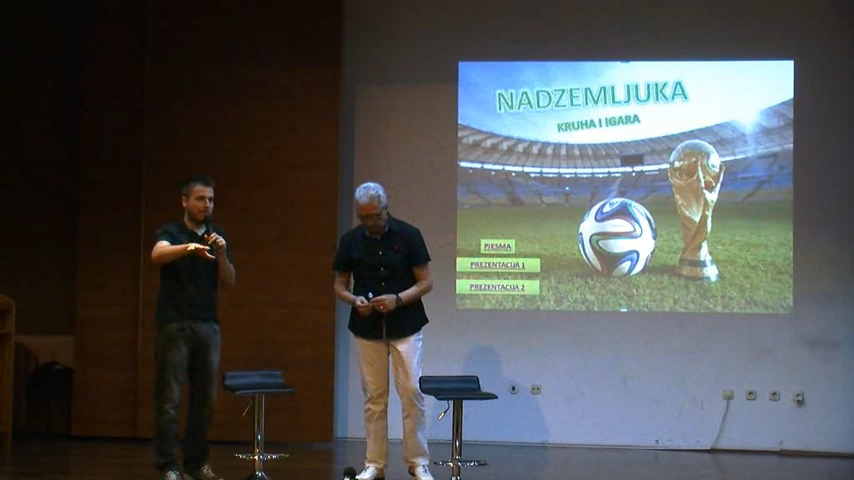 NADZEMLJUKA
KRUHA I IGARA
PJESMA
PREZENTACIJA 1
PREZENTACIJA 2